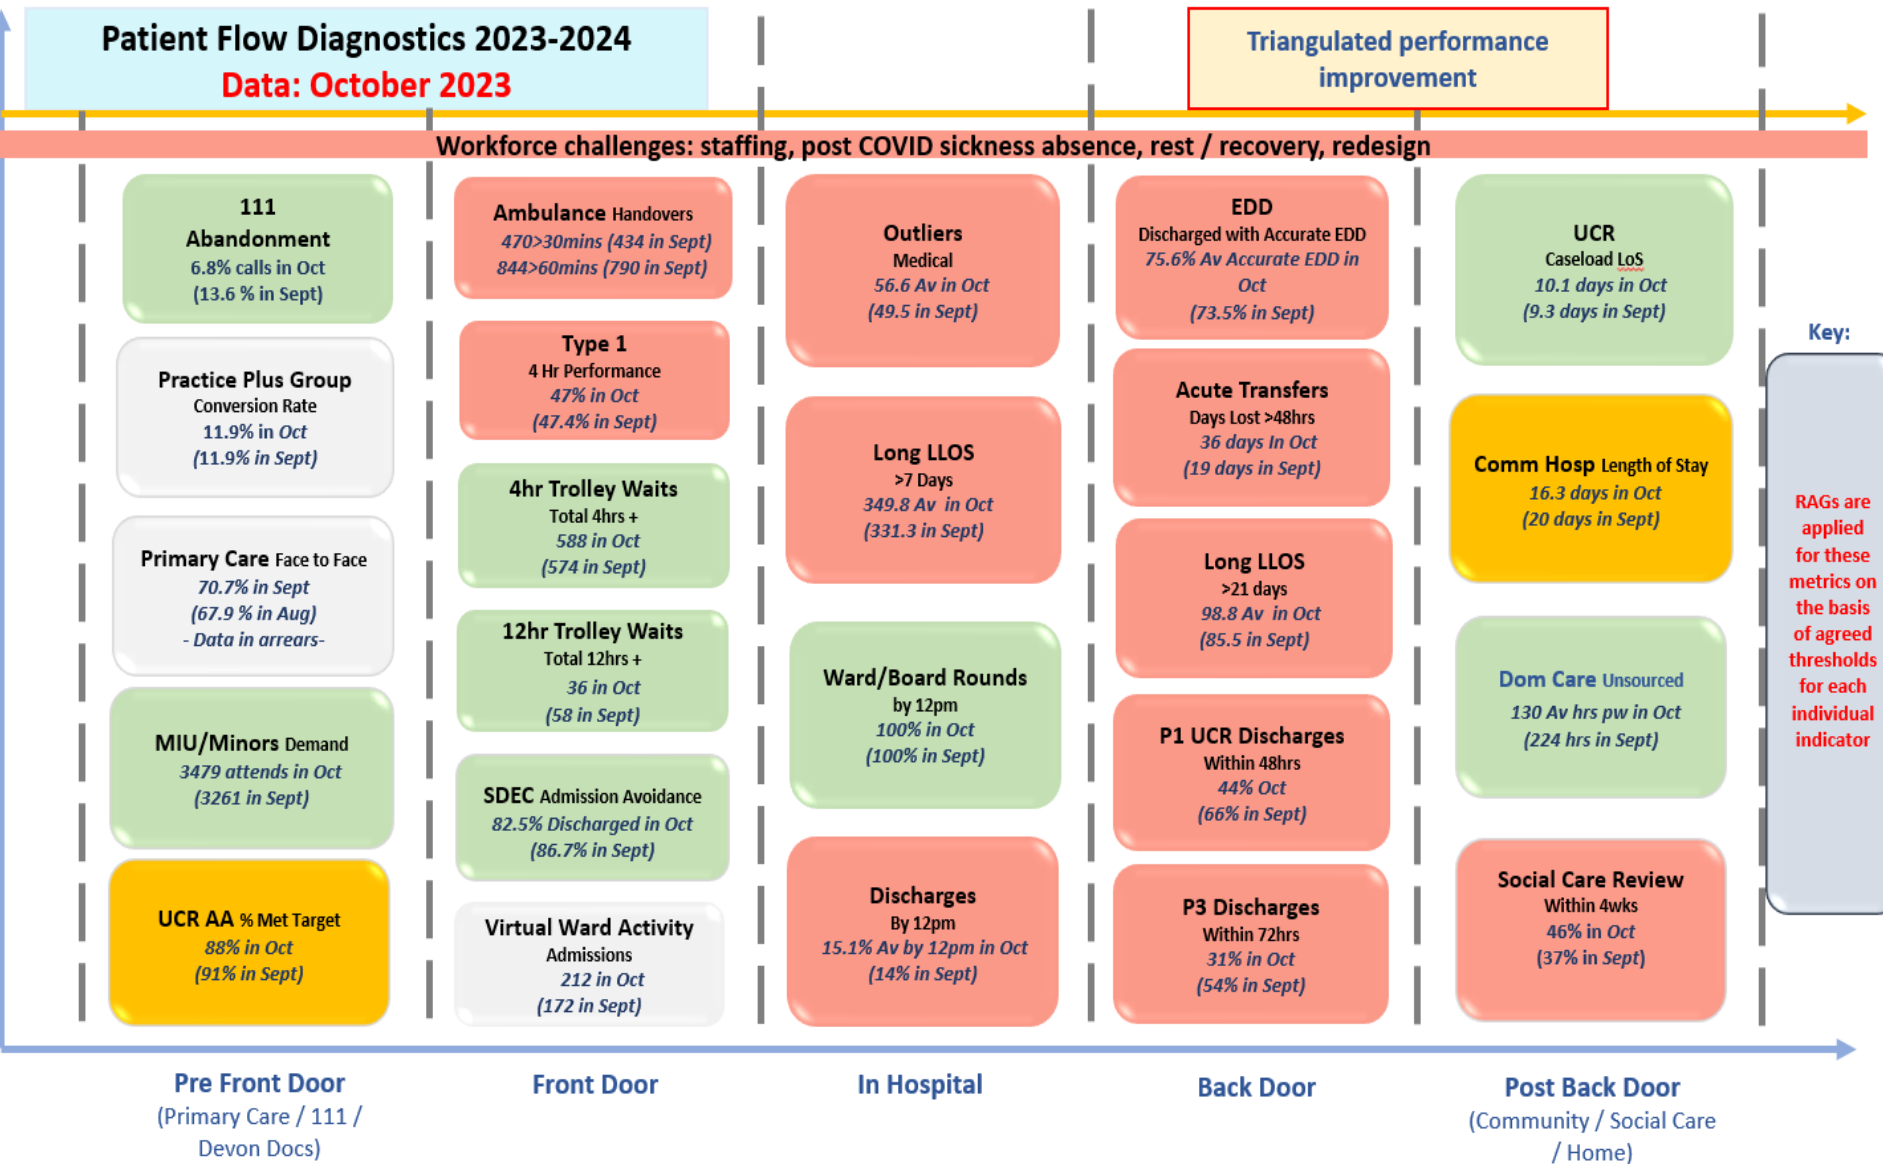 Patient Flow Diagnostics 2023-2024
Data: October 2023
Triangulated performance
improvement
Workforce challenges: staffing, post COVID sickness absence, rest / recovery, redesign
111
Abandonment
6.8% calls in Oct
(13.6 % in Sept)
Practice Plus Group
Conversion Rate
11.9% in Oct
(11.9% in Sept)
Primary Care Face to Face
70.7% in Sept
(67.9 % in Aug)
- Data in arrears-
MIU/Minors Demand
3479 attends in Oct
(3261 in Sept)
UCR AA % Met Target
88% in Oct
(91% in Sept)
Ambulance Handovers
470>30mins (434 in Sept)
844>60mins (790 in Sept)
Type 1
4 Hr Performance
47% in Oct
(47.4% in Sept)
4hr Trolley Waits
Total 4hrs +
588 in Oct
(574 in Sept)
12hr Trolley Waits
Total 12hrs +
36 in Oct
(58 in Sept)
SDEC Admission Avoidance
82.5% Discharged in Oct
(86.7% in Sept)
Virtual Ward Activity
Admissions
212 in Oct
(172 in Sept)
Outliers
Medical
56.6 Av in Oct
(49.5 in Sept)
Long LLOS
>7 Days
349.8 Av  in Oct
(331.3 in Sept)
Ward/Board Rounds
by 12pm
100% in Oct
(100% in Sept)
Discharges
By 12pm
15.1% Av by 12pm in Oct
(14% in Sept)
EDD
Discharged with Accurate EDD
75.6% Av Accurate EDD in
Oct
(73.5% in Sept)
Acute Transfers
Days Lost >48hrs
36 days In Oct
(19 days in Sept)
Long LLOS
>21 days
98.8 Av  in Oct
(85.5 in Sept)
P1 UCR Discharges
Within 48hrs
44% Oct
(66% in Sept)
P3 Discharges
Within 72hrs
31% in Oct
(54% in Sept)
UCR
Caseload LoS
10.1 days in Oct
(9.3 days in Sept)
Comm Hosp Length of Stay
16.3 days in Oct
(20 days in Sept)
Dom Care Unsourced
130 Av hrs pw in Oct
(224 hrs in Sept)
Social Care Review
Within 4wks
46% in Oct
(37% in Sept)
Key:
RAGs are
applied
for these
metrics on
the basis
of agreed
thresholds
for each
individual
indicator
Pre Front Door
(Primary Care / 111 /
Devon Docs)
Front Door
In Hospital
Back Door
Post Back Door
(Community / Social Care
/ Home)